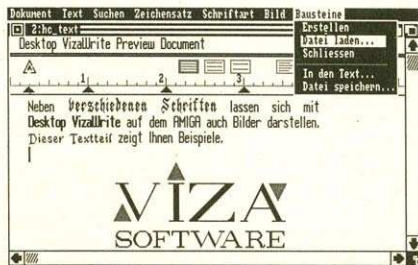 Dokument Text Suchen Zeichensatz Schriftart Bild Bausteine
2:hc_text
Erstellen
Datei laden...
Schliessen
In den Text...
Datei speichern...
Desktop VizaWrite Preview Document
A
1 2 3
Neben verschiedenen Schriften lassen sich mit
Desktop VizaWrite auf dem AMIGA auch Bilder darstellen.
Dieser Textteil zeigt Ihnen Beispiele.
VIZA
SOFTWARE